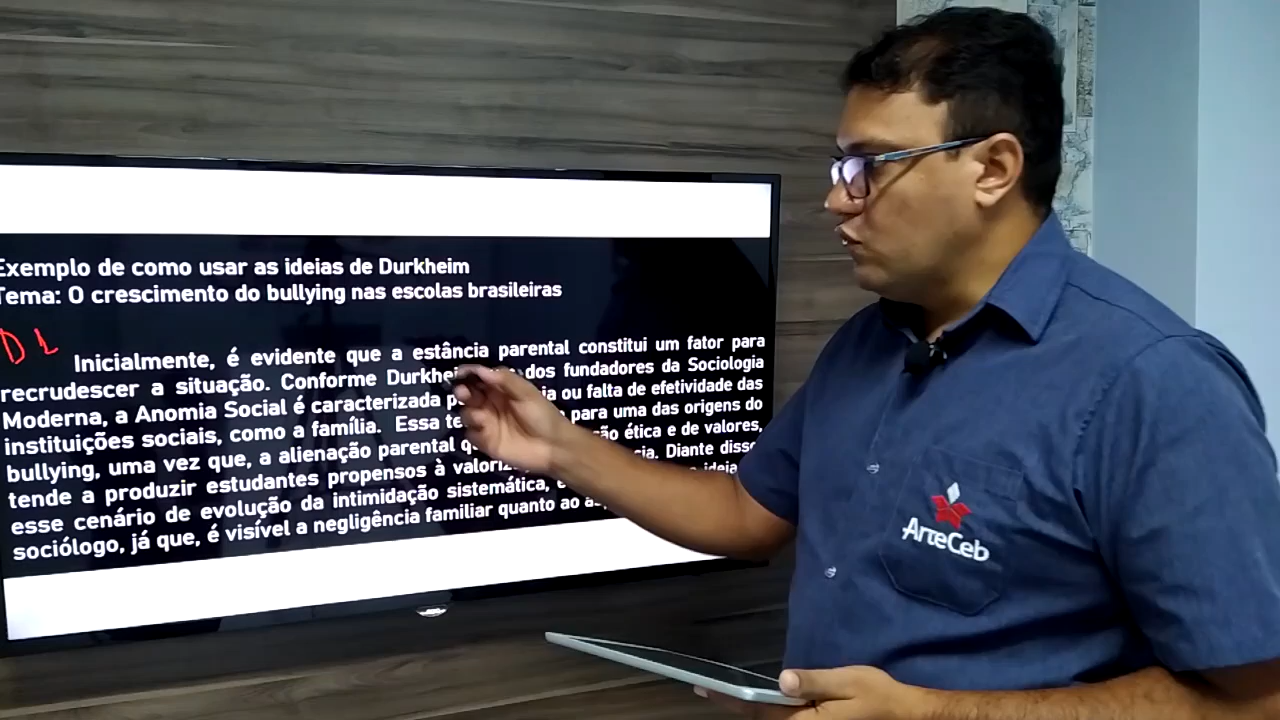 Exemplo de como usar as ideias de Durkheim
Tema: O crescimento do bullying nas escolas brasileiras
D1
Inicialmente, é evidente que a estância parental constitui um fator para
recrudescer a situação. Conforme dos fundadores da Sociologia
Moderna, a Anomia Social é caracterizada ou falta de efetividade das
instituições sociais, como a família. Essa para uma das origens do
bullying, uma vez que, a alienação parental ética e de valores,
tende a produzir estudantes propensos à Diante
esse cenário de evolução da intimidação sistemática,
sociólogo, já que, é visível a negligência familiar quanto ao
ArteCeb